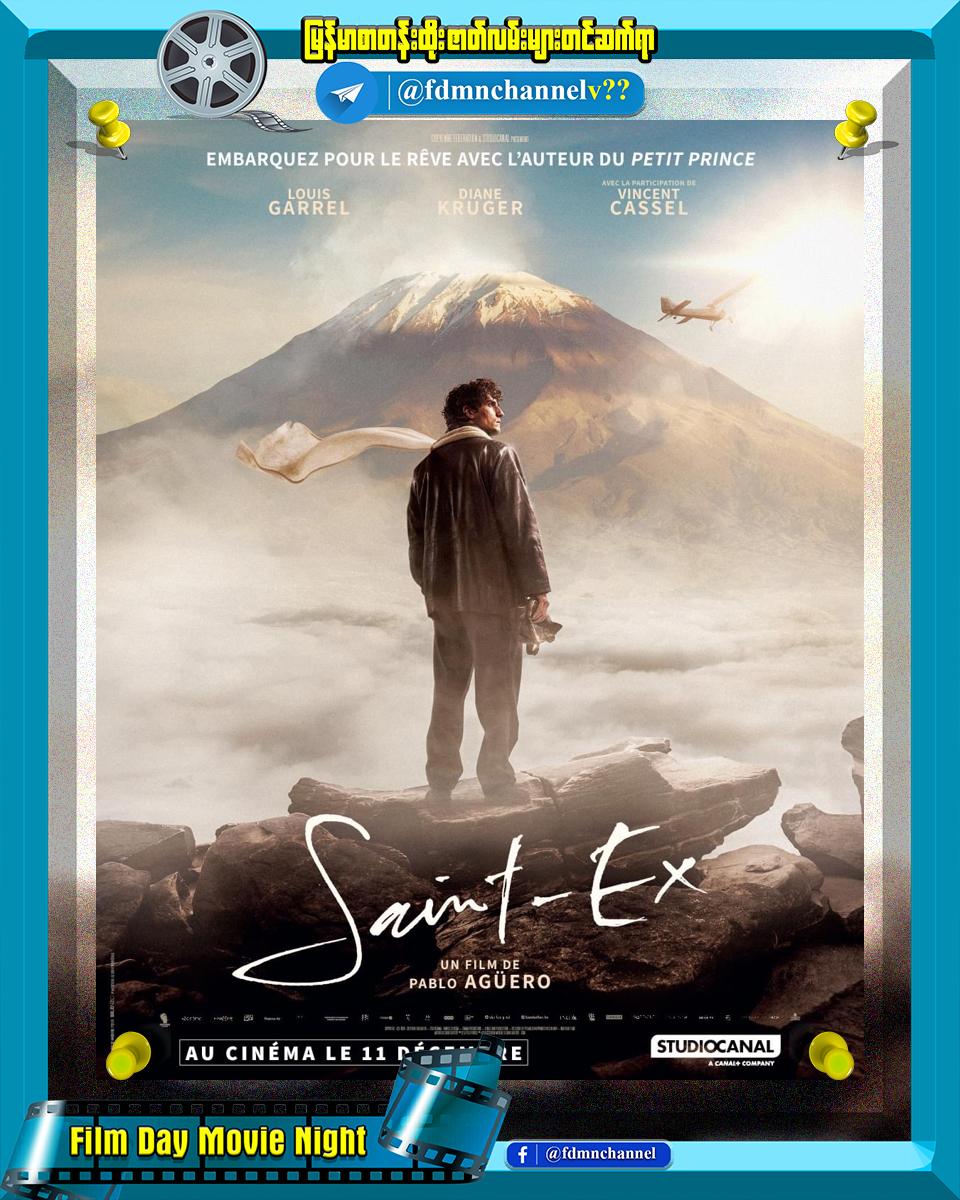 မြန်မာစာတန်းထိုးဇာတ်လမ်းများတင်ဆက်ရာ
@fdmnchannelv??
EMBARQUEZ POUR LE RÊVE AVEC L'AUTEUR DU PETIT PRINCE
LOUIS GARREL
DIANE KRUGER
AVEC LA PARTICIPATION DE
VINCENT CASSEL
Saint-Ex
UN FILM DE
PABLO AGÜERO
AU CINÉMA LE 11
STUDIOCANAL
A CANAL+ COMPANY
Film Day Movie Night
@fdmnchannel